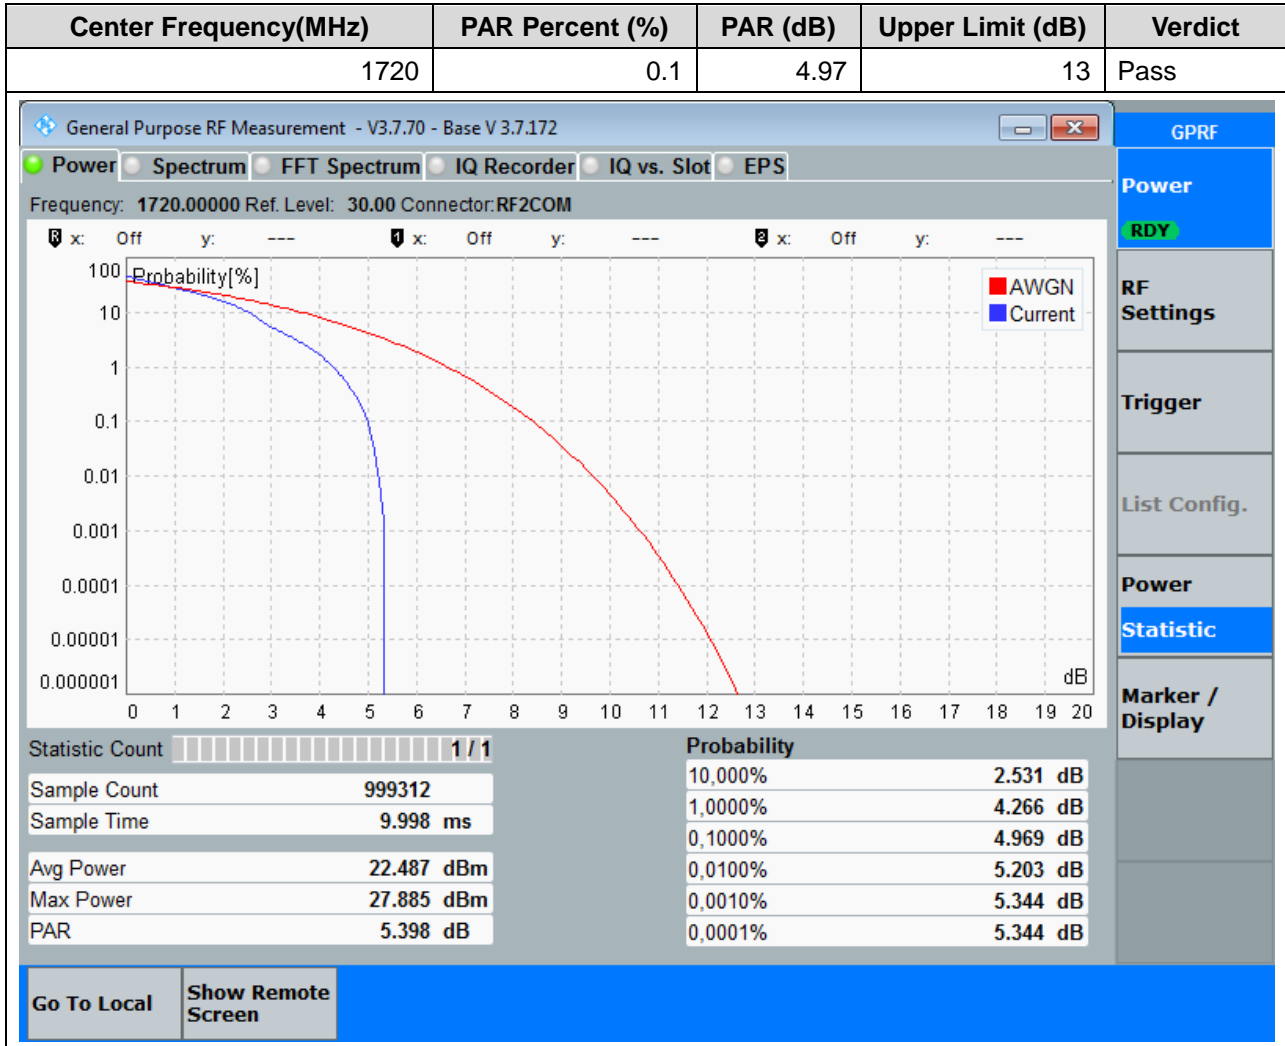 Center Frequency(MHz) PAR Percent (%) PAR (dB) Upper Limit (dB) Verdict
1720 0.1 4.97 13 Pass
General Purpose RF Measurement - V3.7.70 - Base V 3.7.172
GPRF
Power Spectrum FFT Spectrum IQ Recorder IQ vs. Slot EPS
Frequency: 1720.00000 Ref. Level: 30.00 Connector: RF2COM
R x: Off y: --- 1 x: Off y: --- 2 x: Off y: ---
Probability[%]
100
10
1
0.1
0.01
0.001
0.0001
0.00001
0.000001
AWGN
Current
dB
0 1 2 3 4 5 6 7 8 9 10 11 12 13 14 15 16 17 18 19 20
Statistic Count 1 / 1
Sample Count 999312
Sample Time 9.998 ms
Avg Power 22.487 dBm
Max Power 27.885 dBm
PAR 5.398 dB
Probability
10,000% 2.531 dB
1,0000% 4.266 dB
0,1000% 4.969 dB
0,0100% 5.203 dB
0,0010% 5.344 dB
0,0001% 5.344 dB
Power
RDY
RF
Settings
Trigger
List Config.
Power
Statistic
Marker /
Display
Go To Local
Show Remote
Screen